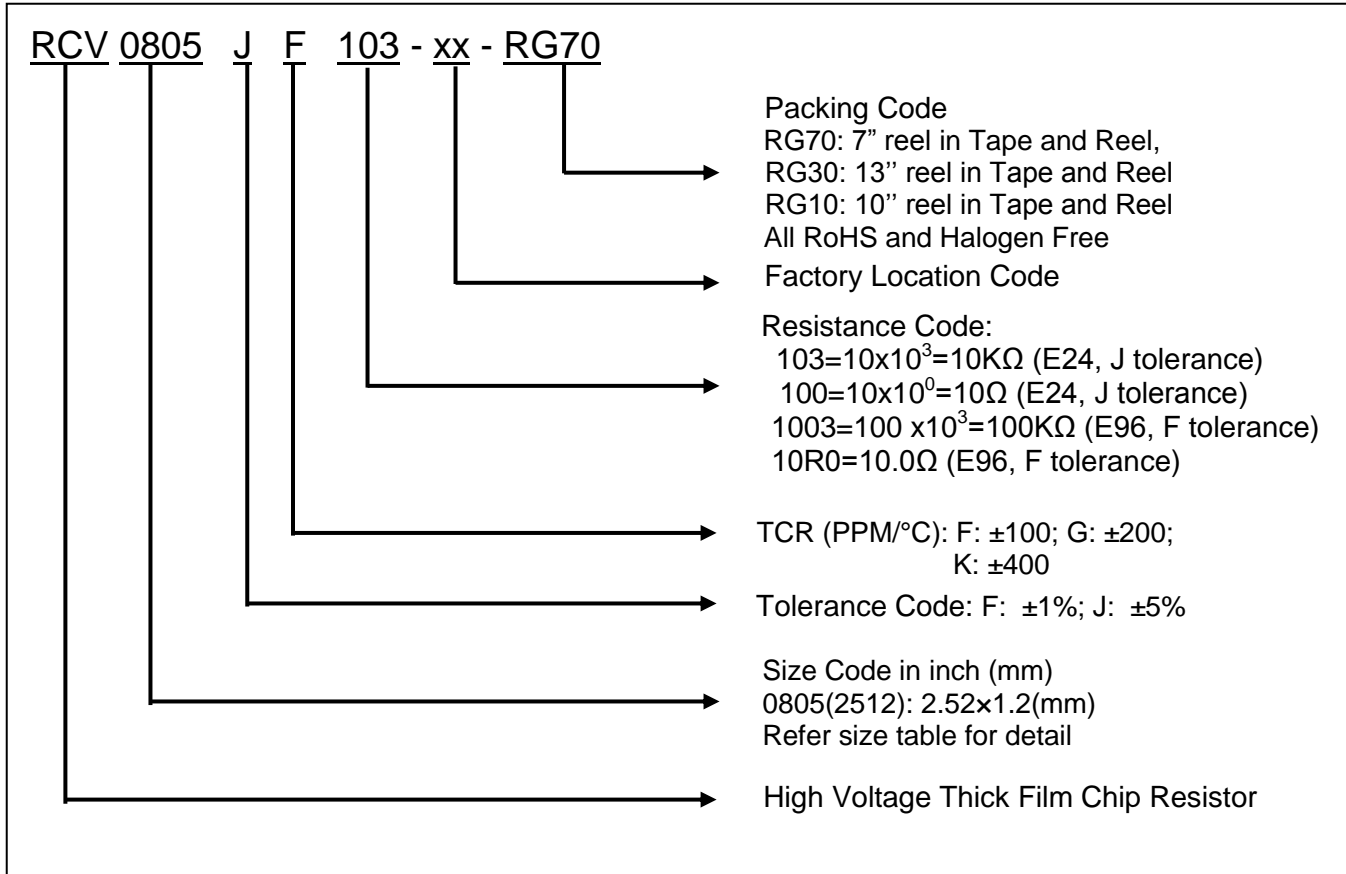 RCV 0805 J F 103 - xx - RG70
Packing Code
RG70: 7” reel in Tape and Reel,
RG30: 13’’ reel in Tape and Reel
RG10: 10’’ reel in Tape and Reel
All RoHS and Halogen Free
Factory Location Code
Resistance Code:
103=10x10³=10KΩ (E24, J tolerance)
100=10x10⁰=10Ω (E24, J tolerance)
1003=100 x10³=100KΩ (E96, F tolerance)
10R0=10.0Ω (E96, F tolerance)
TCR (PPM/°C): F: ±100; G: ±200;
K: ±400
Tolerance Code: F: ±1%; J: ±5%
Size Code in inch (mm)
0805(2512): 2.52×1.2(mm)
Refer size table for detail
High Voltage Thick Film Chip Resistor